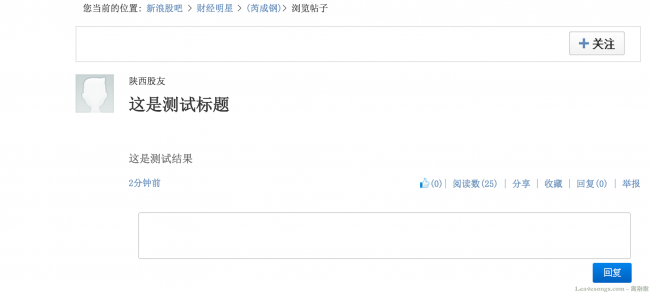 您当前的位置: 新浪股吧 > 财经明星 > (芮成钢)> 浏览帖子
+ 关注
陕西股友
这是测试标题
这是测试结果
2分钟前 (0)| 阅读数(25) | 分享 | 收藏 | 回复(0) | 举报
回复